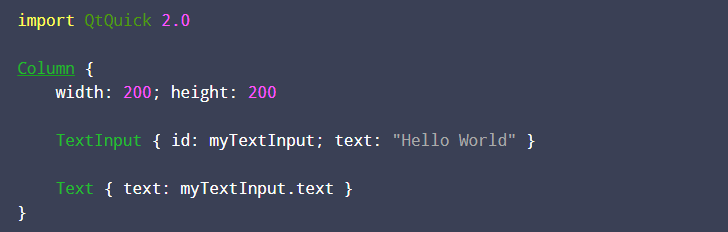 import QtQuick 2.0
Column {
width: 200; height: 200
TextInput { id: myTextInput; text: "Hello World" }
Text { text: myTextInput.text }
}